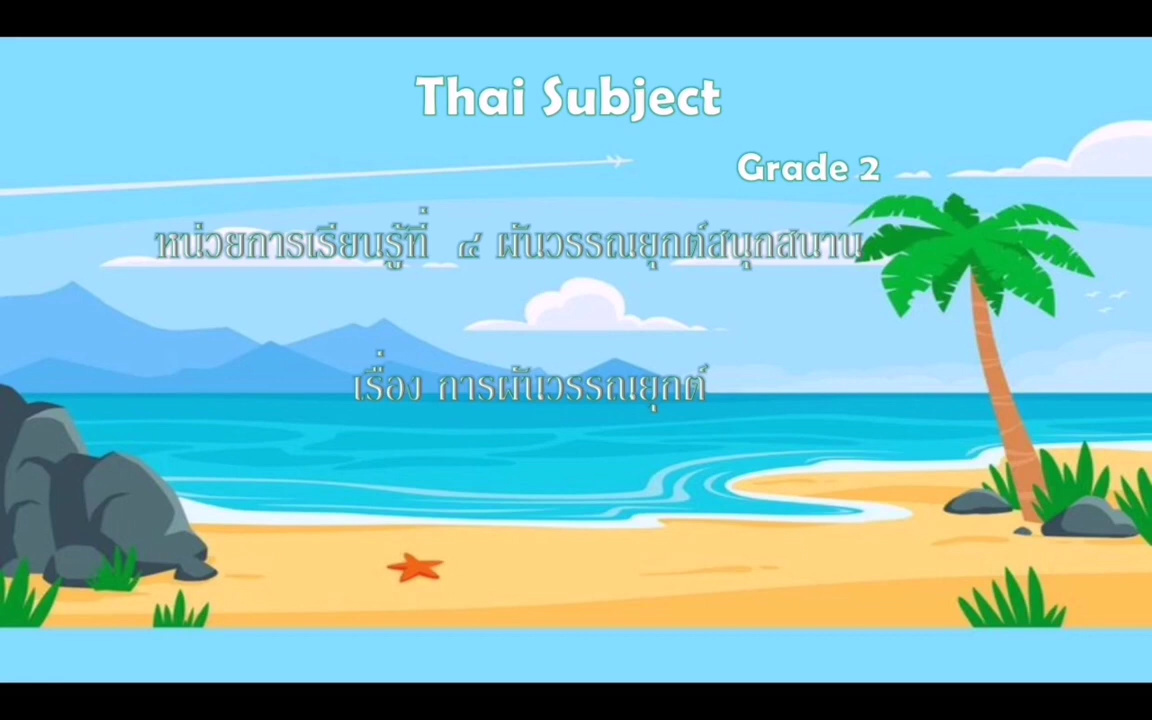 Thai Subject
Grade 2
หน่วยการเรียนรู้ที่ ๔ ผันวรรณยุกต์สนุกสนาน
เรื่อง การผันวรรณยุกต์